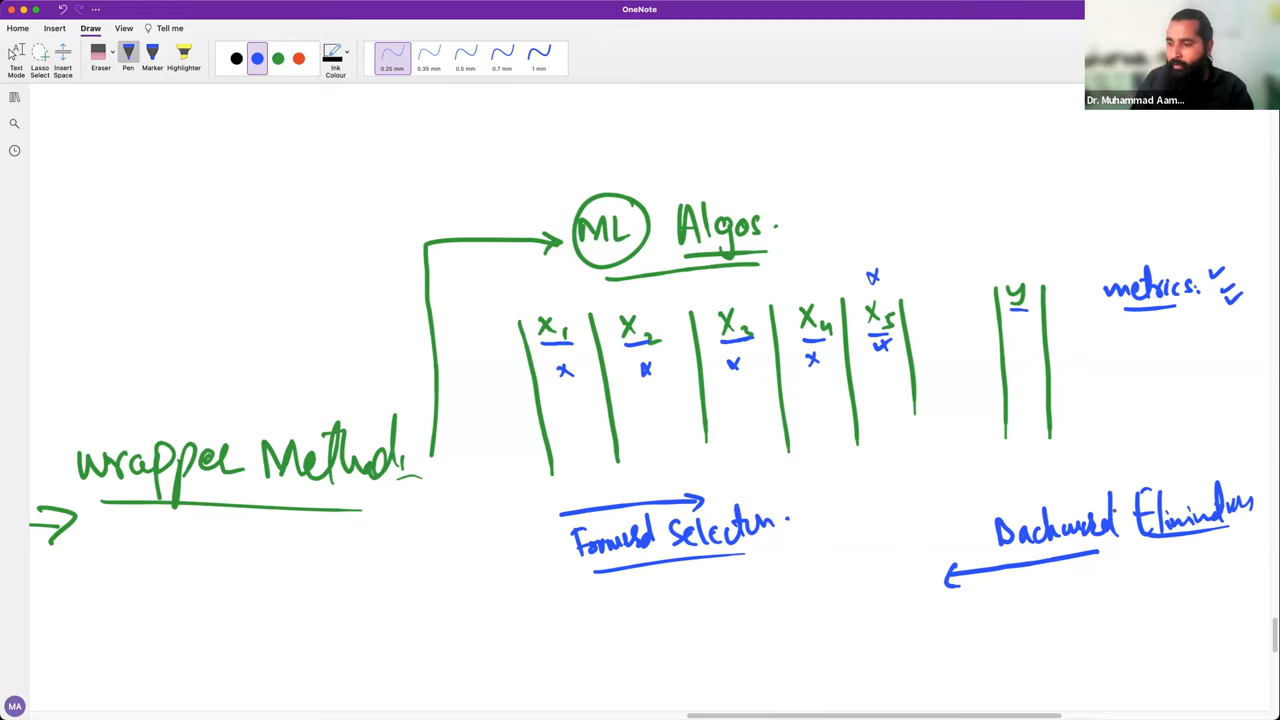 OneNote
Home Insert Draw View Tell me
Text Mode
Lasso Select
Insert Space
Eraser
Pen
Marker
Highlighter
Ink Colour
0.25 mm
0.35 mm
0.5 mm
0.7 mm
1 mm
Dr. Muhammad Aam...
ML Algos.
X1 X2 X3 X4 X5 y
metrics:
wrapper Method:
Forward Selection.
Backward Elimination
MA